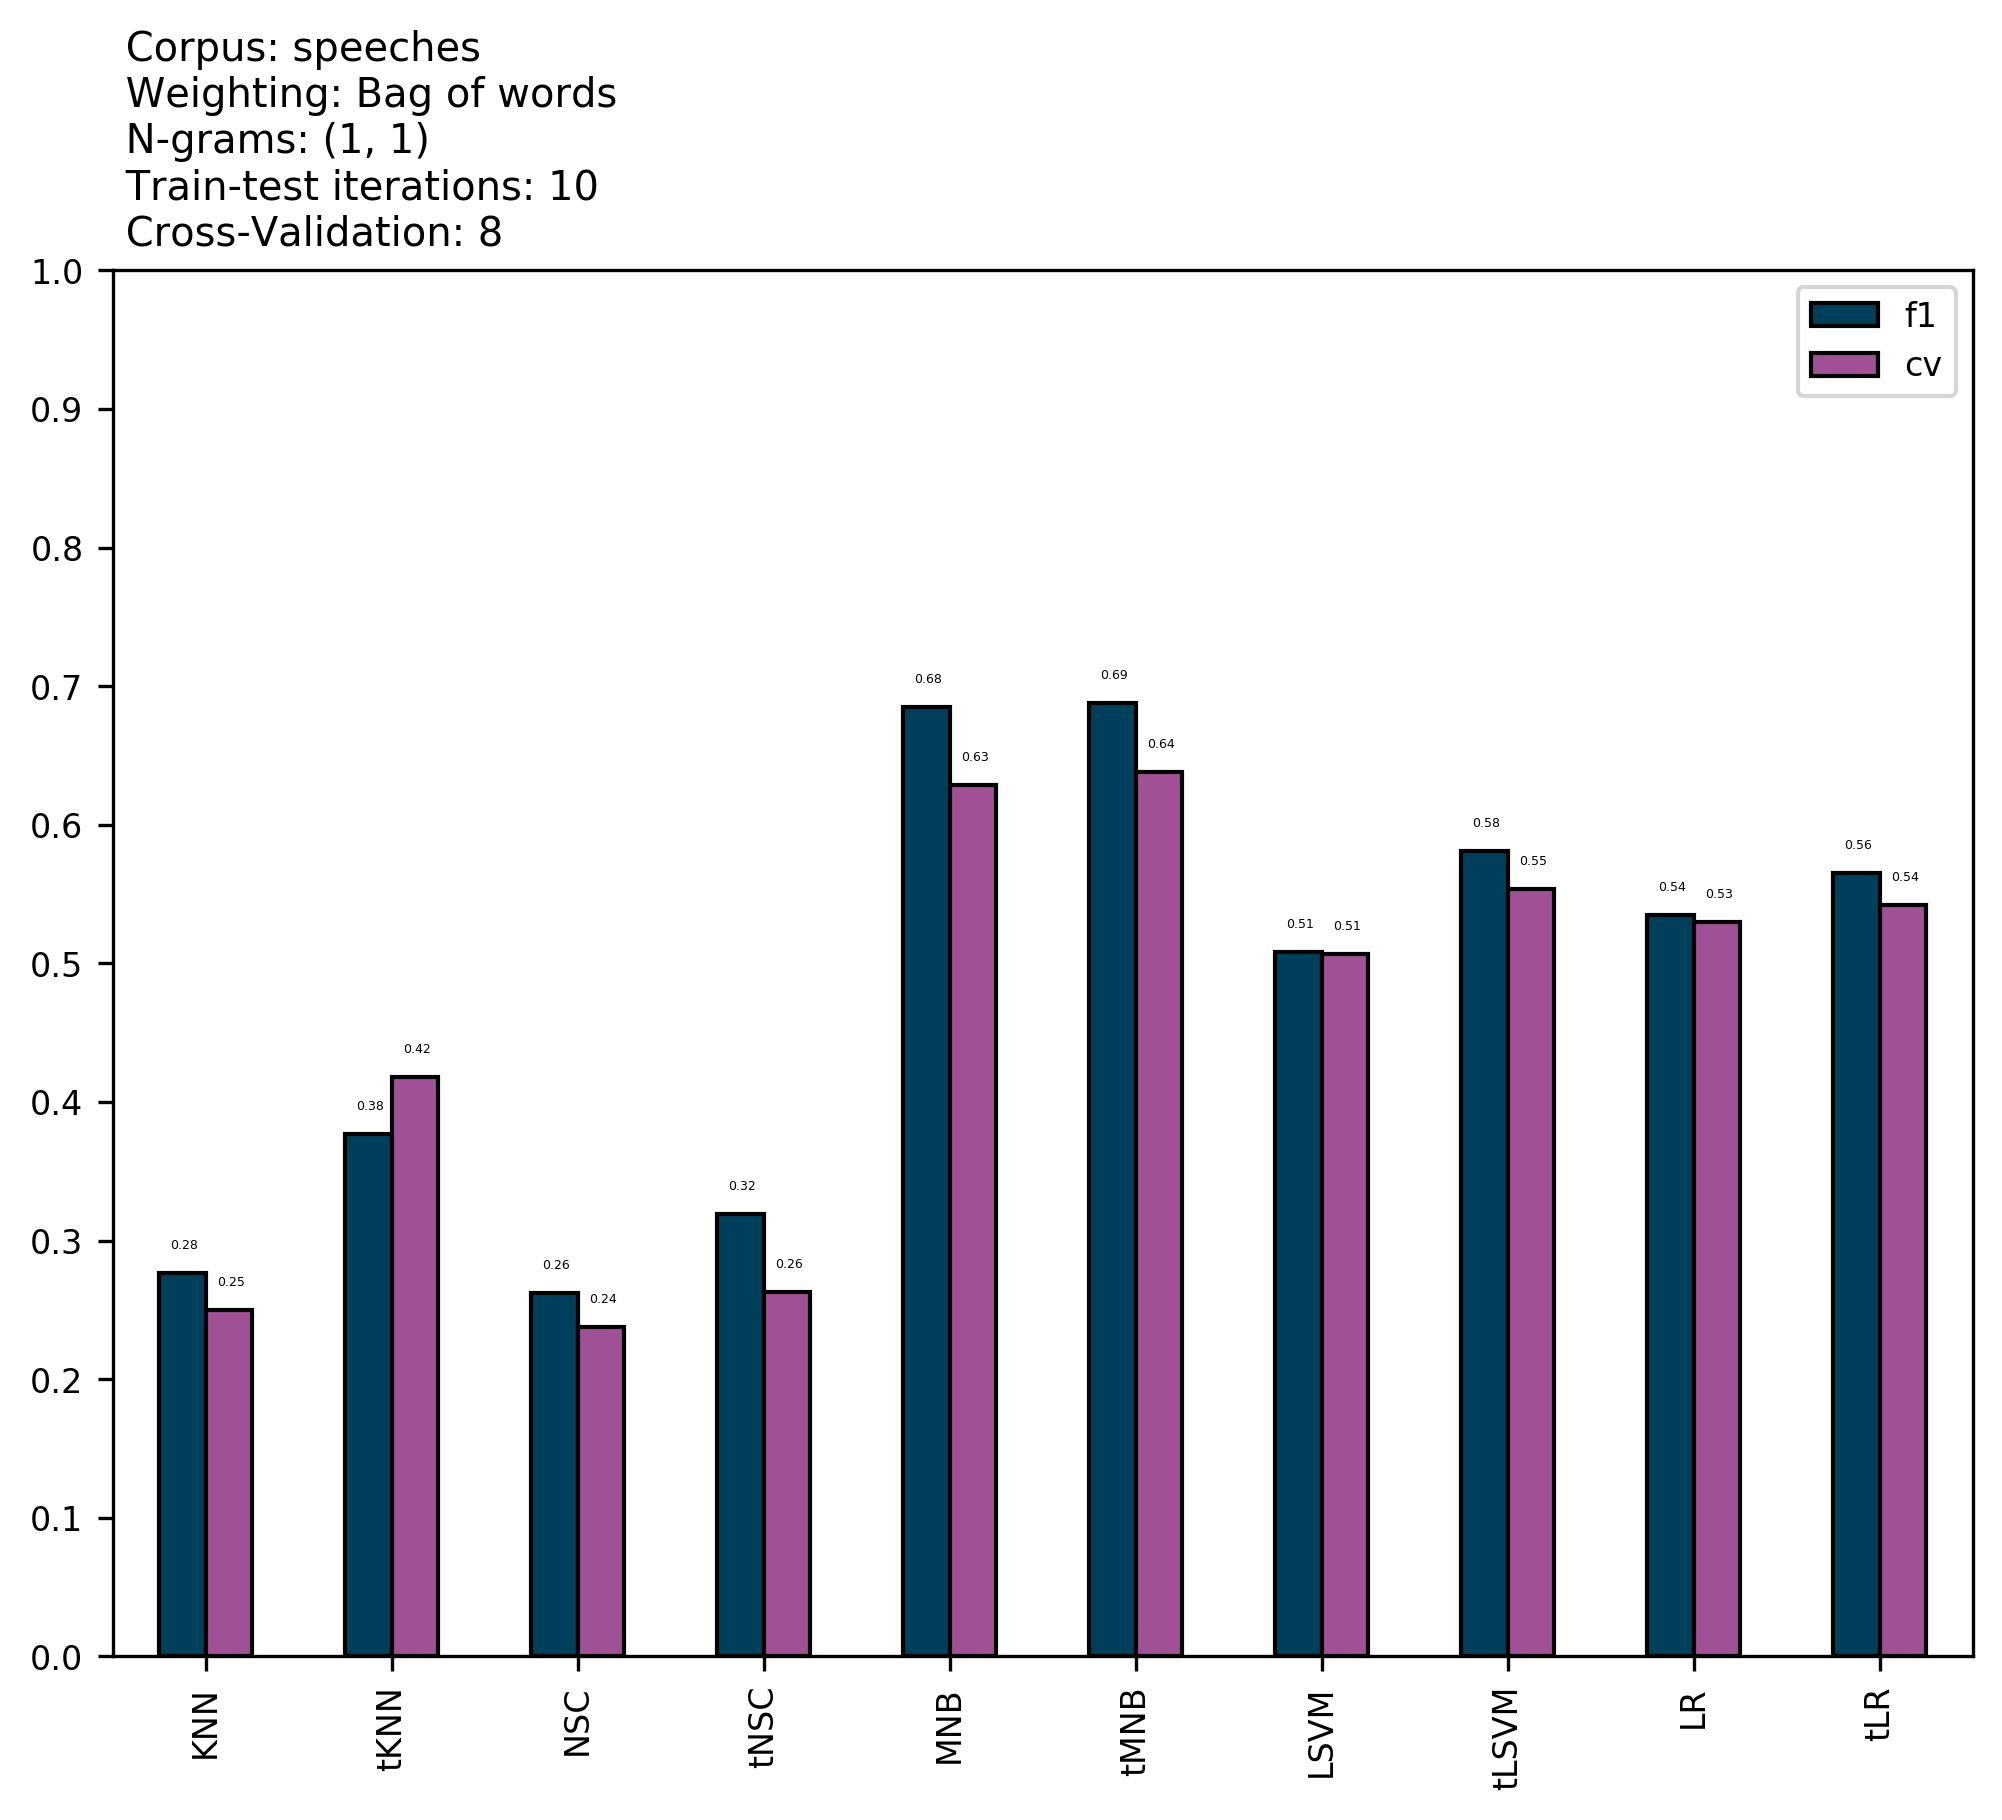 Corpus: speeches
Weighting: Bag of words
N-grams: (1, 1)
Train-test iterations: 10
Cross-Validation: 8
1.0
0.9
0.8
0.7
0.6
0.5
0.4
0.3
0.2
0.1
0.0
f1
cv
0.28
0.25
0.38
0.42
0.26
0.24
0.32
0.26
0.68
0.63
0.69
0.64
0.51
0.51
0.58
0.55
0.54
0.53
0.56
0.54
KNN
tKNN
NSC
tNSC
MNB
tMNB
LSVM
tLSVM
LR
tLR